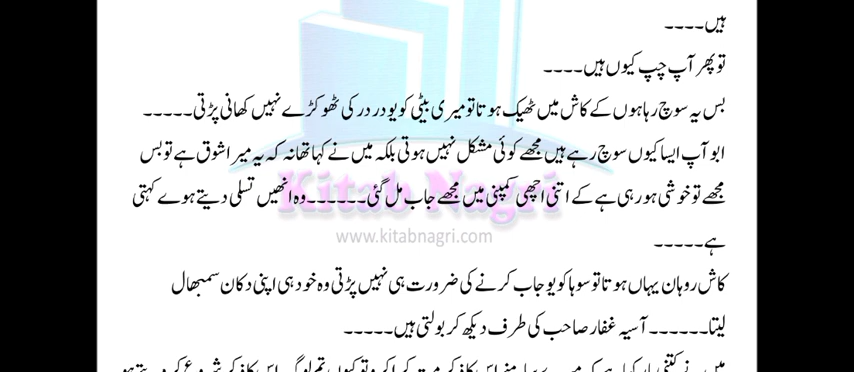 ہیں۔۔۔۔
تو پھر آپ چپ کیوں ہیں۔۔۔۔
بس یہ سوچ رہا ہوں کے کاش میں ٹھیک ہوتا تو میری بیٹی کو یو در در کی ٹھوکڑے نہیں کھانی پڑتی۔۔۔۔۔
ابو آپ ایسا کیوں سوچ رہے ہیں مجھے کوئی مشکل نہیں ہوتی بلکہ میں نے کہا تھا نہ کہ یہ میرا شوق ہے تو بس
مجھے تو خوشی ہو رہی ہے کے اتنی اچھی کمپنی میں مجھے جاب مل گئی۔۔۔۔۔۔وہ انھیں تسلی دیتے ہوے کہتی
Kitab Nagri
www.kitabnagri.com
ہے۔۔۔۔۔
کاش روہان یہاں ہوتا تو سوہا کو یو جاب کرنے کی ضرورت ہی نہیں پڑتی وہ خود ہی اپنی دکان سمبھال
لیتا۔۔۔۔۔۔آسیہ غفار صاحب کی طرف دیکھ کر بولتی ہیں۔۔۔۔۔